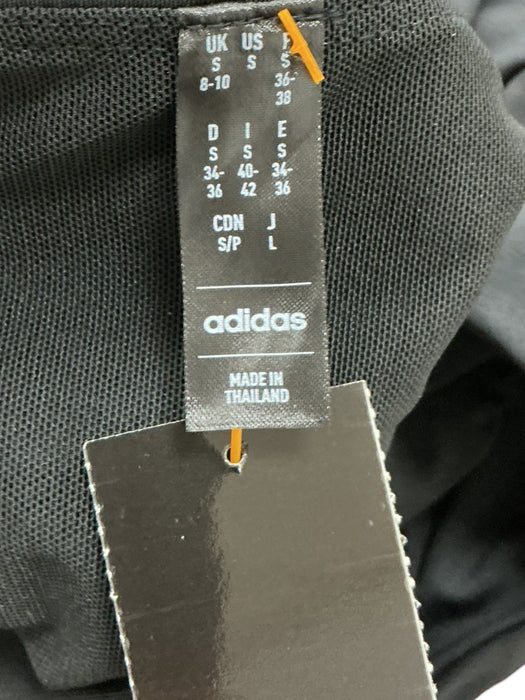 UK US F
S S S
8-10 36-
38
D I E
S S S
34- 40- 34-
36 42 36
CDN J
S/P L
adidas
MADE IN
THAILAND